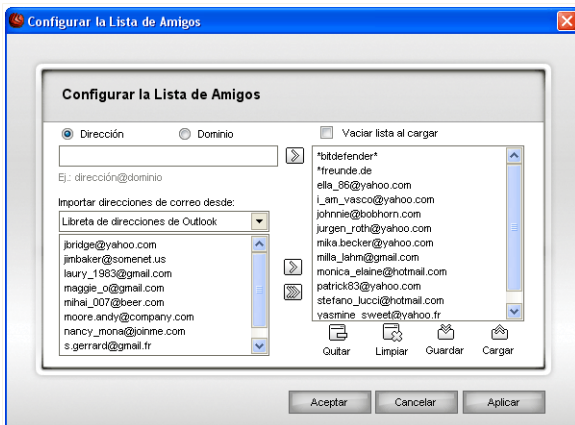 Configurar la Lista de Amigos
Configurar la Lista de Amigos
Dirección
Dominio
Ej.: dirección@dominio
Importar direcciones de correo desde:
Libreta de direcciones de Outlook
jbridge@yahoo.com
jimbaker@somenet.us
laury_1983@gmail.com
maggie_o@gmail.com
mihai_007@beer.com
moore.andy@company.com
nancy_mona@joinme.com
s.gerrard@gmail.fr
Vaciar lista al cargar
*bitdefender*
*freunde.de
ella_86@yahoo.com
i_am_vasco@yahoo.com
johnnie@bobhorn.com
jurgen_roth@yahoo.com
mika.becker@yahoo.com
milla_lahm@gmail.com
monica_elaine@hotmail.com
patrick83@yahoo.com
stefano_lucci@hotmail.com
yasmine_sweet@yahoo.fr
Quitar Limpiar Guardar Cargar
Aceptar Cancelar Aplicar